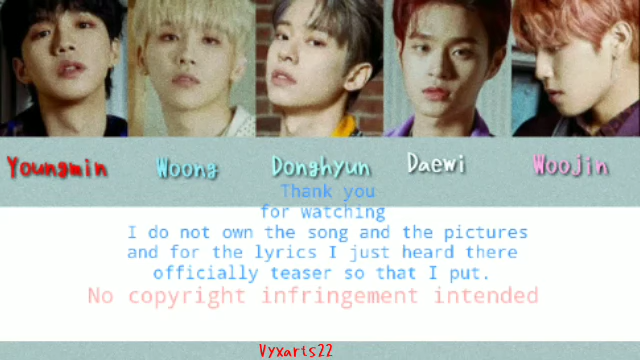 Youngmin
Woong
Donghyun
Daewi
Woojin
Thank you
for watching
I do not own the song and the pictures
and for the lyrics I just heard there
officially teaser so that I put.
No copyright infringement intended
Vyxarts22